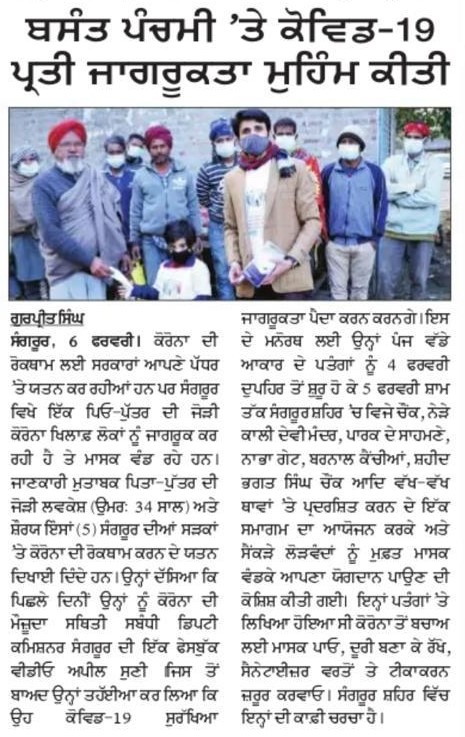 ਬਸੰਤ ਪੰਚਮੀ 'ਤੇ ਕੋਵਿਡ-19
ਪ੍ਰਤੀ ਜਾਗਰੂਕਤਾ ਮੁਹਿੰਮ ਕੀਤੀ
ਗੁਰਪ੍ਰੀਤ ਸਿੰਘ
ਸੰਗਰੂਰ, 6 ਫਰਵਰੀ। ਕੋਰੋਨਾ ਦੀ
ਰੋਕਥਾਮ ਲਈ ਸਰਕਾਰਾਂ ਆਪਣੇ ਪੱਧਰ
'ਤੇ ਯਤਨ ਕਰ ਰਹੀਆਂ ਹਨ ਪਰ ਸੰਗਰੂਰ
ਵਿਖੇ ਇੱਕ ਪਿਓ-ਪੁੱਤਰ ਦੀ ਜੋੜੀ
ਕੋਰੋਨਾ ਖਿਲਾਫ਼ ਲੋਕਾਂ ਨੂੰ ਜਾਗਰੂਕ ਕਰ
ਰਹੀ ਹੈ ਤੇ ਮਾਸਕ ਵੰਡ ਰਹੇ ਹਨ।
ਜਾਣਕਾਰੀ ਮੁਤਾਬਕ ਪਿਤਾ-ਪੁੱਤਰ ਦੀ
ਜੋੜੀ ਲਵਕੇਸ਼ (ਉਮਰ: 34 ਸਾਲ) ਅਤੇ
ਸ਼ੌਰਯ ਇੰਸਾਂ (5) ਸੰਗਰੂਰ ਦੀਆਂ ਸੜਕਾਂ
'ਤੇ ਕੋਰੋਨਾ ਦੀ ਰੋਕਥਾਮ ਕਰਨ ਦੇ ਯਤਨ
ਦਿਖਾਈ ਦਿੰਦੇ ਹਨ। ਉਨ੍ਹਾਂ ਦੱਸਿਆ ਕਿ
ਪਿਛਲੇ ਦਿਨੀਂ ਉਨ੍ਹਾਂ ਨੂੰ ਕੋਰੋਨਾ ਦੀ
ਮੌਜੂਦਾ ਸਥਿਤੀ ਸਬੰਧੀ ਡਿਪਟੀ
ਕਮਿਸ਼ਨਰ ਸੰਗਰੂਰ ਦੀ ਇੱਕ ਫੇਸਬੁੱਕ
ਵੀਡੀਓ ਅਪੀਲ ਸੁਣੀ ।ਜਿਸ ਤੋਂ
ਬਾਅਦ ਉਨ੍ਹਾਂ ਤਹੱਈਆ ਕਰ ਲਿਆ ਕਿ
ਉਹ ਕੋਵਿਡ-19 ਸੁਰੱਖਿਆ
ਜਾਗਰੂਕਤਾ ਪੈਦਾ ਕਰਨ ਕਰਨਗੇ। ਇਸ
ਦੇ ਮਨੋਰਥ ਲਈ ਉਨ੍ਹਾਂ ਪੰਜ ਵੱਡੇ
ਆਕਾਰ ਦੇ ਪਤੰਗਾਂ ਨੂੰ 4 ਫਰਵਰੀ
ਦੁਪਹਿਰ ਤੋਂ ਸ਼ੁਰੂ ਹੋ ਕੇ 5 ਫਰਵਰੀ ਸ਼ਾਮ
ਤੱਕ ਸੰਗਰੂਰ ਸ਼ਹਿਰ 'ਚ ਵਿਜੇ ਚੌਂਕ, ਨੇੜੇ
ਕਾਲੀ ਦੇਵੀ ਮੰਦਰ, ਪਾਰਕ ਦੇ ਸਾਹਮਣੇ,
ਨਾਭਾ ਗੇਟ, ਬਰਨਾਲ ਕੈਂਚੀਆਂ, ਸ਼ਹੀਦ
ਭਗਤ ਸਿੰਘ ਚੌਂਕ ਆਦਿ ਵੱਖ-ਵੱਖ
ਥਾਵਾਂ 'ਤੇ ਪ੍ਰਦਰਸ਼ਿਤ ਕਰਨ ਦੇ ਇੱਕ
ਸਮਾਗਮ ਦਾ ਆਯੋਜਨ ਕਰਕੇ ਅਤੇ
ਸੈਂਕੜੇ ਲੋੜਵੰਦਾਂ ਨੂੰ ਮੁਫ਼ਤ ਮਾਸਕ
ਵੰਡਕੇ ਆਪਣਾ ਯੋਗਦਾਨ ਪਾਉਣ ਦੀ
ਕੋਸ਼ਿਸ਼ ਕੀਤੀ ਗਈ। ਇਨ੍ਹਾਂ ਪਤੰਗਾਂ 'ਤੇ
ਲਿਖਿਆ ਹੋਇਆ ਸੀ ਕੋਰੋਨਾ ਤੋਂ ਬਚਾਅ
ਲਈ ਮਾਸਕ ਪਾਓ, ਦੂਰੀ ਬਣਾ ਕੇ ਰੱਖੋ,
ਸੈਨੇਟਾਈਜ਼ਰ ਵਰਤੋਂ ਤੇ ਟੀਕਾਕਰਨ
ਜ਼ਰੂਰ ਕਰਵਾਓ। ਸੰਗਰੂਰ ਸ਼ਹਿਰ ਵਿੱਚ
ਇਨ੍ਹਾਂ ਦੀ ਕਾਫ਼ੀ ਚਰਚਾ ਹੈ।